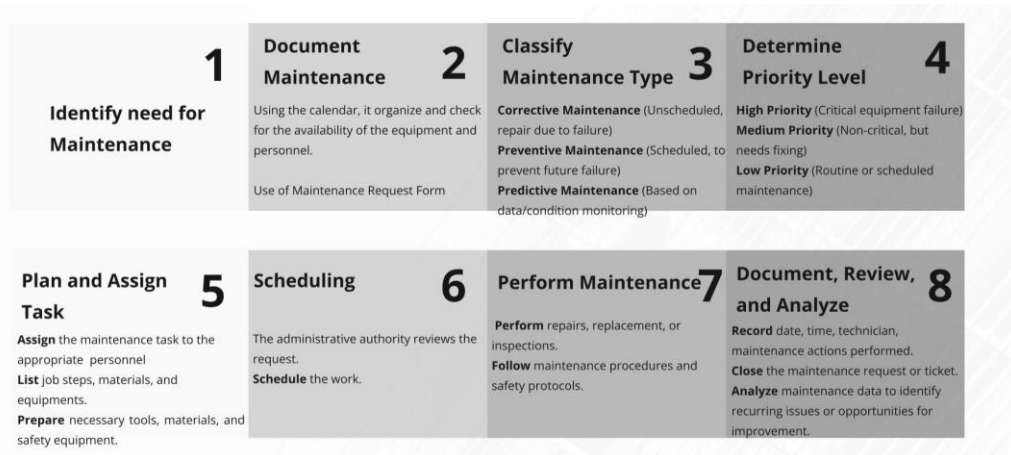 1
Identify need for
Maintenance
Document
Maintenance
2
Using the calendar, it organize and check
for the availability of the equipment and
personnel.
Use of Maintenance Request Form
Classify
Maintenance Type
3
Corrective Maintenance (Unscheduled,
repair due to failure)
Preventive Maintenance (Scheduled, to
prevent future failure)
Predictive Maintenance (Based on
data/condition monitoring)
Determine
Priority Level
4
High Priority (Critical equipment failure)
Medium Priority (Non-critical, but
needs fixing)
Low Priority (Routine or scheduled
maintenance)
Plan and Assign
Task
5
Assign the maintenance task to the
appropriate personnel
List job steps, materials, and
equipments.
Prepare necessary tools, materials, and
safety equipment.
Scheduling
6
The administrative authority reviews the
request.
Schedule the work.
Perform Maintenance
7
Perform repairs, replacement, or
inspections.
Follow maintenance procedures and
safety protocols.
Document, Review,
and Analyze
8
Record date, time, technician,
maintenance actions performed.
Close the maintenance request or ticket.
Analyze maintenance data to identify
recurring issues or opportunities for
improvement.